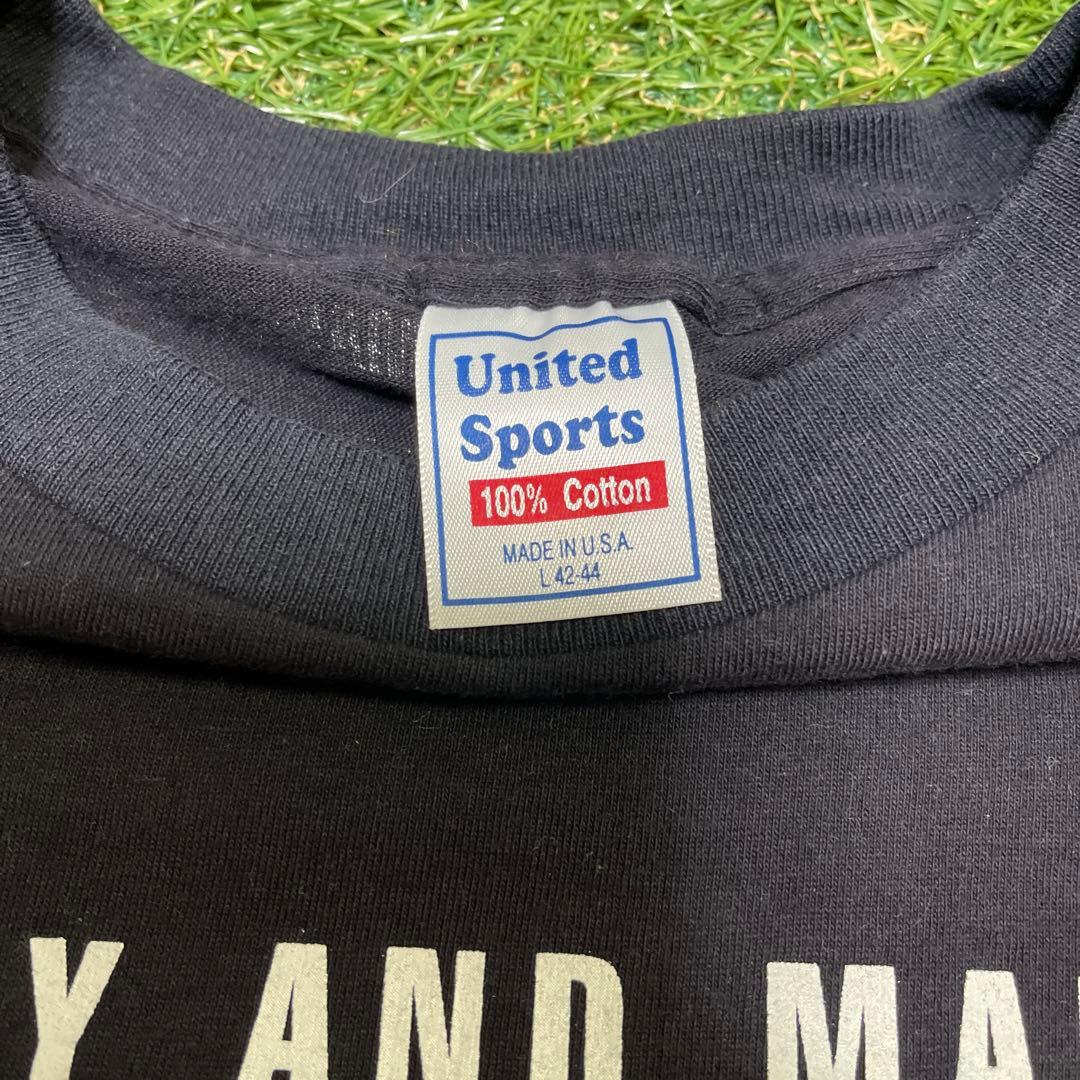 United
Sports
100% Cotton
MADE IN U.S.A.
L 42-44
AND